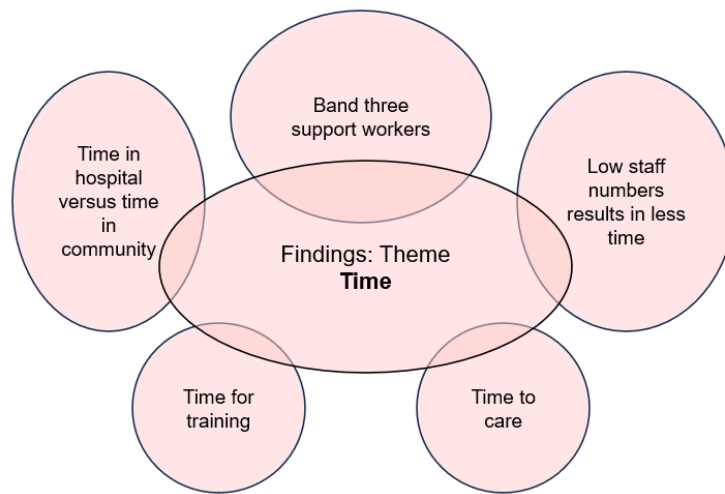 Band three
support workers
Time in
hospital
versus time
in
community
Low staff
numbers
results in less
time
Findings: Theme
Time
Time for
training
Time to
care